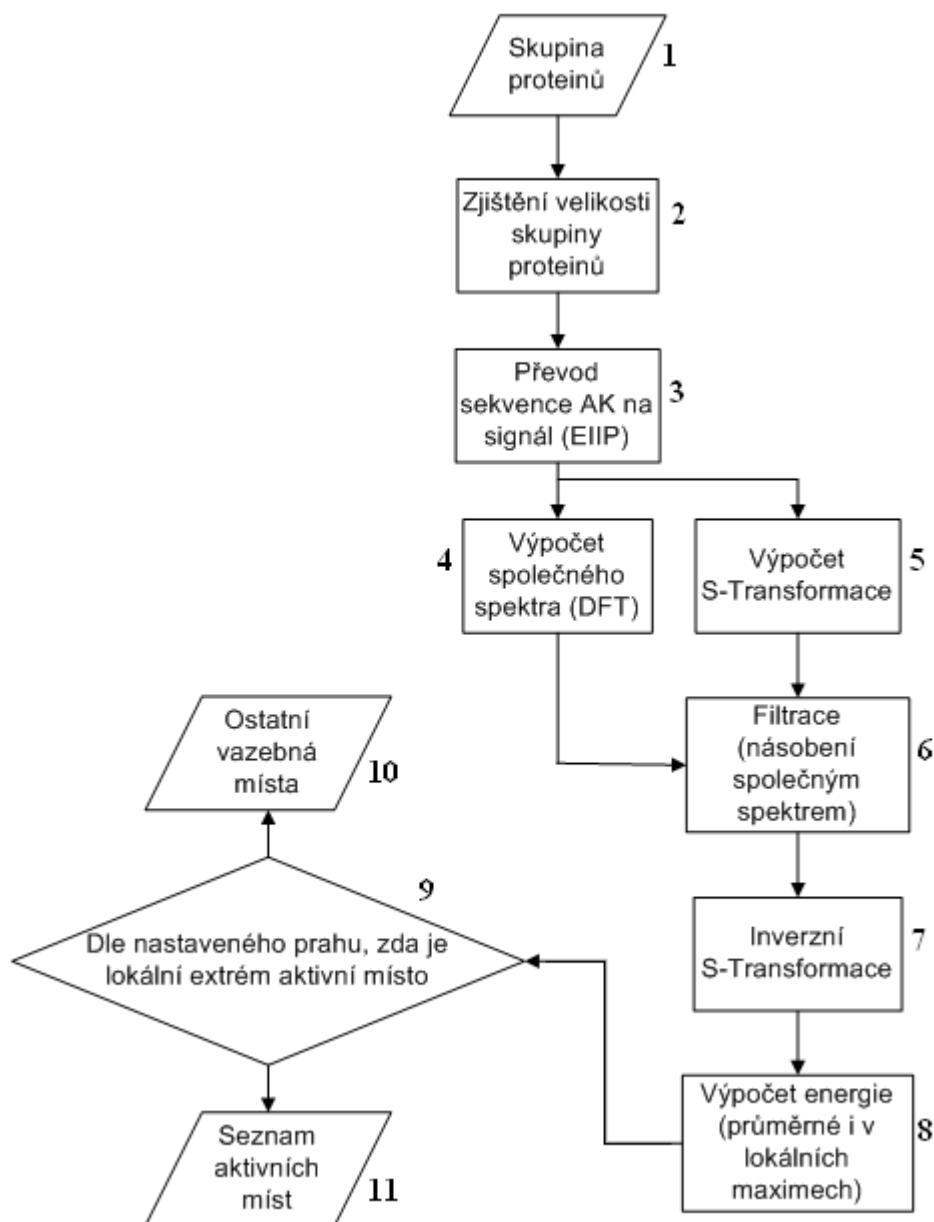 Skupina
proteinů
1
Zjištění velikosti
skupiny
proteinů
2
Převod
sekvence AK na
signál (EIIP)
3
4
Výpočet
společného
spektra (DFT)
Výpočet
S-Transformace
5
Filtrace
(násobení
společným
spektrem)
6
Inverzní
S-Transformace
7
Výpočet energie
(průměrné i v
lokálních
maximech)
8
9
Dle nastaveného prahu, zda je
lokální extrém aktivní místo
Ostatní
vazebná
místa
10
Seznam
aktivních
míst
11